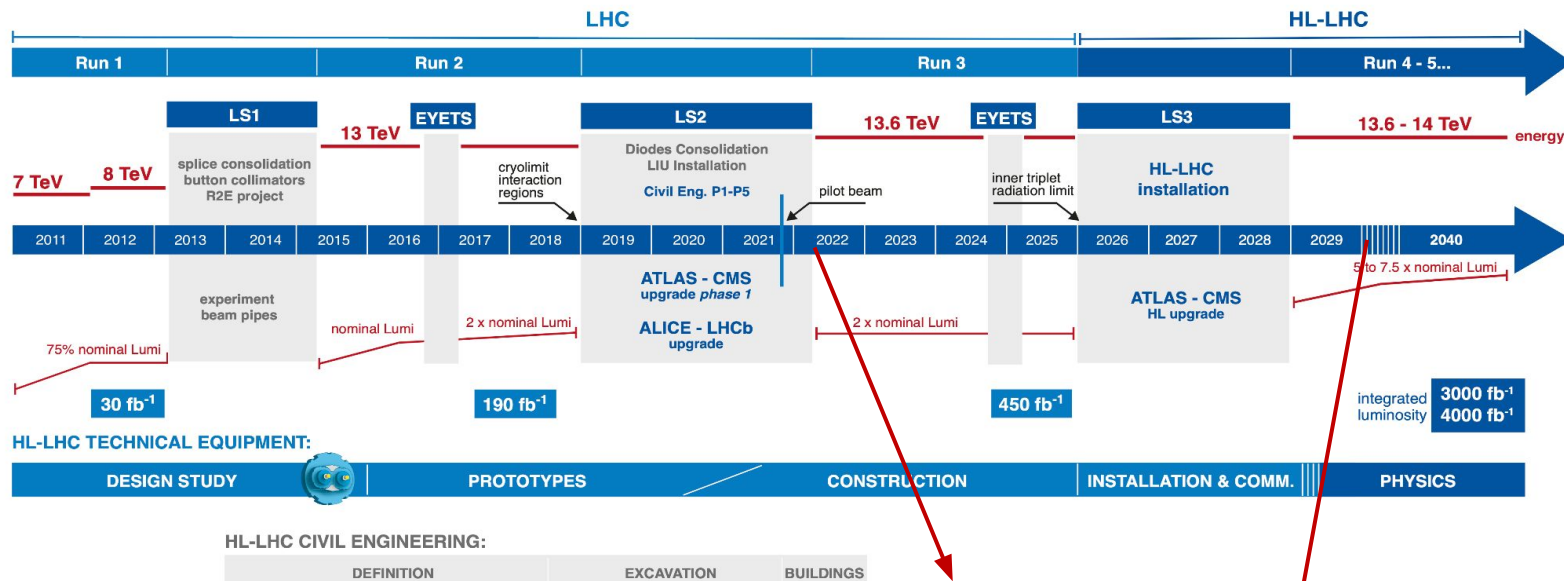 LHC HL-LHC
Run 1 Run 2 Run 3 Run 4 - 5...
LS1 EYETS LS2 EYETS LS3
7 TeV 8 TeV 13 TeV 13.6 TeV 13.6 - 14 TeV energy
splice consolidation
button collimators
R2E project
cryolimit
interaction
regions
Diodes Consolidation
LIU Installation
Civil Eng. P1-P5
pilot beam
inner triplet
radiation limit
HL-LHC
installation
2011 2012 2013 2014 2015 2016 2017 2018 2019 2020 2021 2022 2023 2024 2025 2026 2027 2028 2029 2040
experiment
beam pipes
ATLAS - CMS
upgrade phase 1
ALICE - LHCb
upgrade
ATLAS - CMS
HL upgrade
5 to 7.5 x nominal Lumi
75% nominal Lumi
nominal Lumi
2 x nominal Lumi
2 x nominal Lumi
30 fb⁻¹ 190 fb⁻¹ 450 fb⁻¹
integrated
luminosity
3000 fb⁻¹
4000 fb⁻¹
HL-LHC TECHNICAL EQUIPMENT:
DESIGN STUDY PROTOTYPES CONSTRUCTION INSTALLATION & COMM. PHYSICS
HL-LHC CIVIL ENGINEERING:
DEFINITION EXCAVATION BUILDINGS